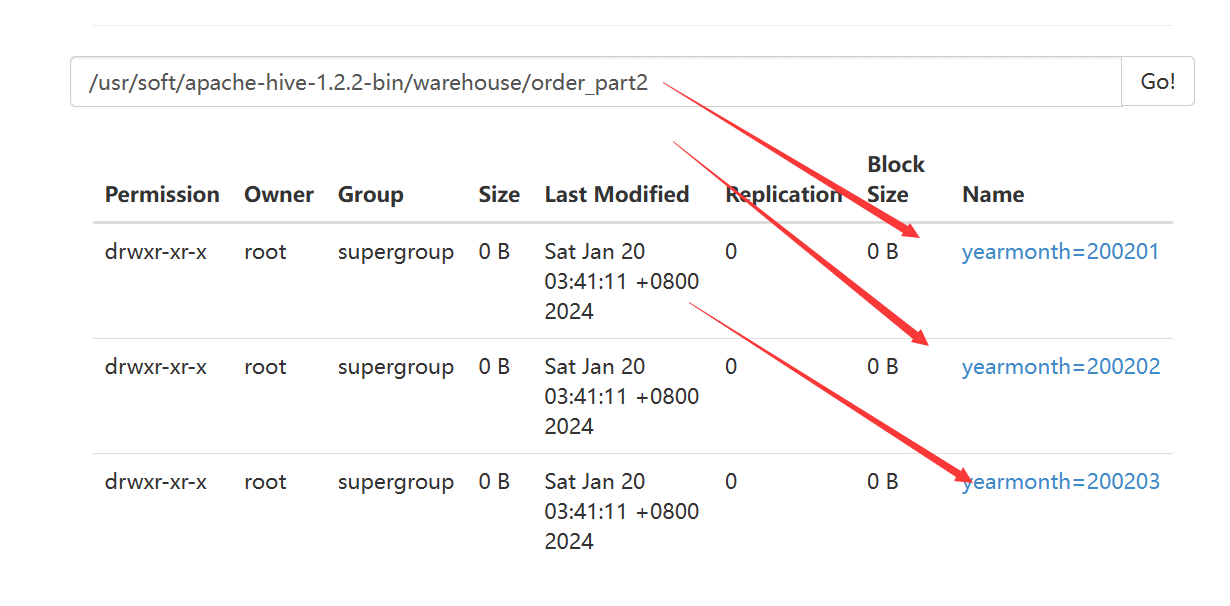 /usr/soft/apache-hive-1.2.2-bin/warehouse/order_part2 Go!
Permission Owner Group Size Last Modified Replication Block Size Name
drwxr-xr-x root supergroup 0 B Sat Jan 20 03:41:11 +0800 2024 0 0 B yearmonth=200201
drwxr-xr-x root supergroup 0 B Sat Jan 20 03:41:11 +0800 2024 0 0 B yearmonth=200202
drwxr-xr-x root supergroup 0 B Sat Jan 20 03:41:11 +0800 2024 0 0 B yearmonth=200203